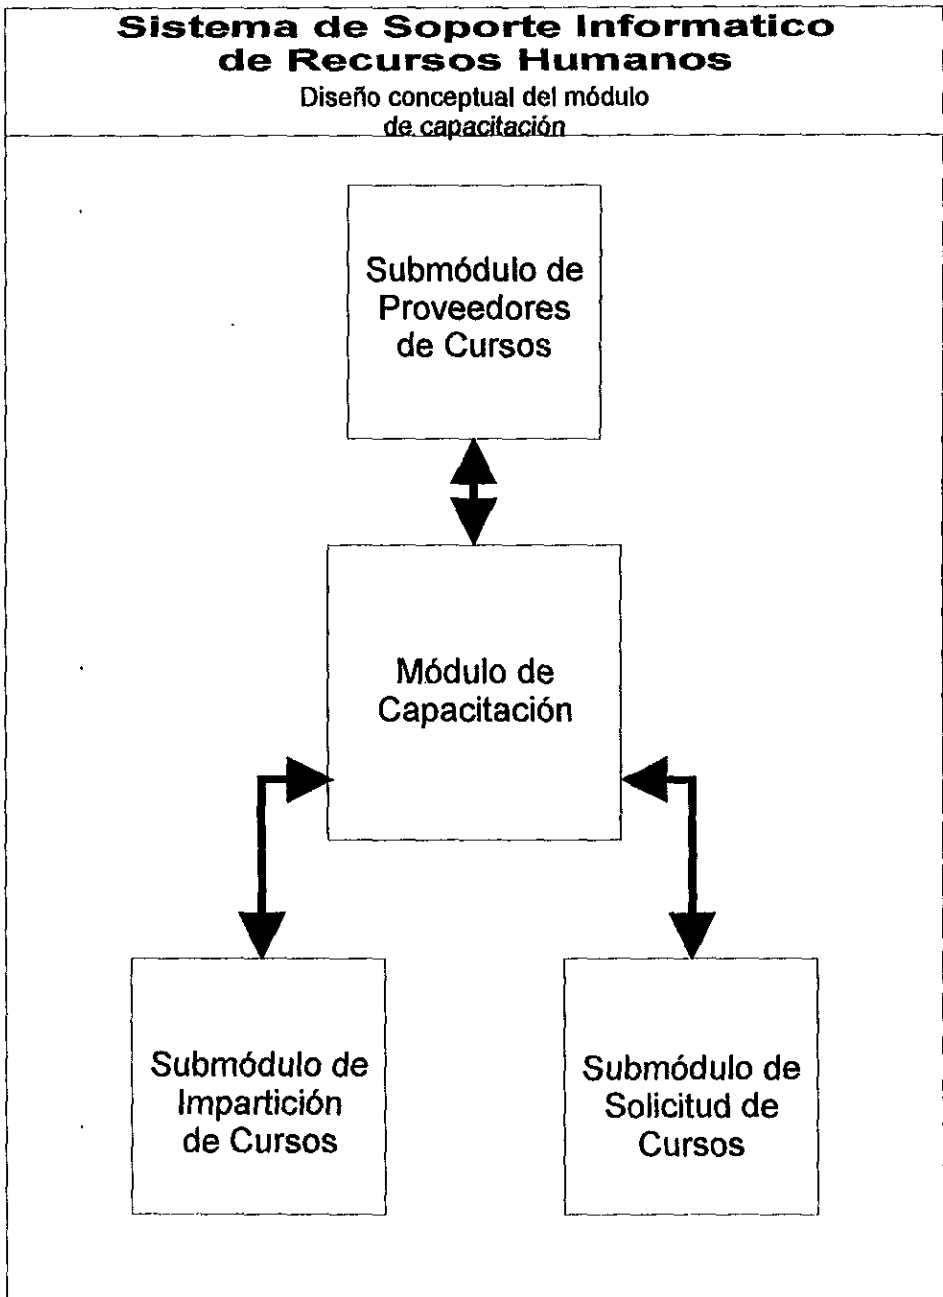 Sistema de Soporte Informatico
de Recursos Humanos
Diseño conceptual del módulo
de capacitación
Submódulo de
Proveedores
de Cursos
Módulo de
Capacitación
Submódulo de
Impartición
de Cursos
Submódulo de
Solicitud de
Cursos